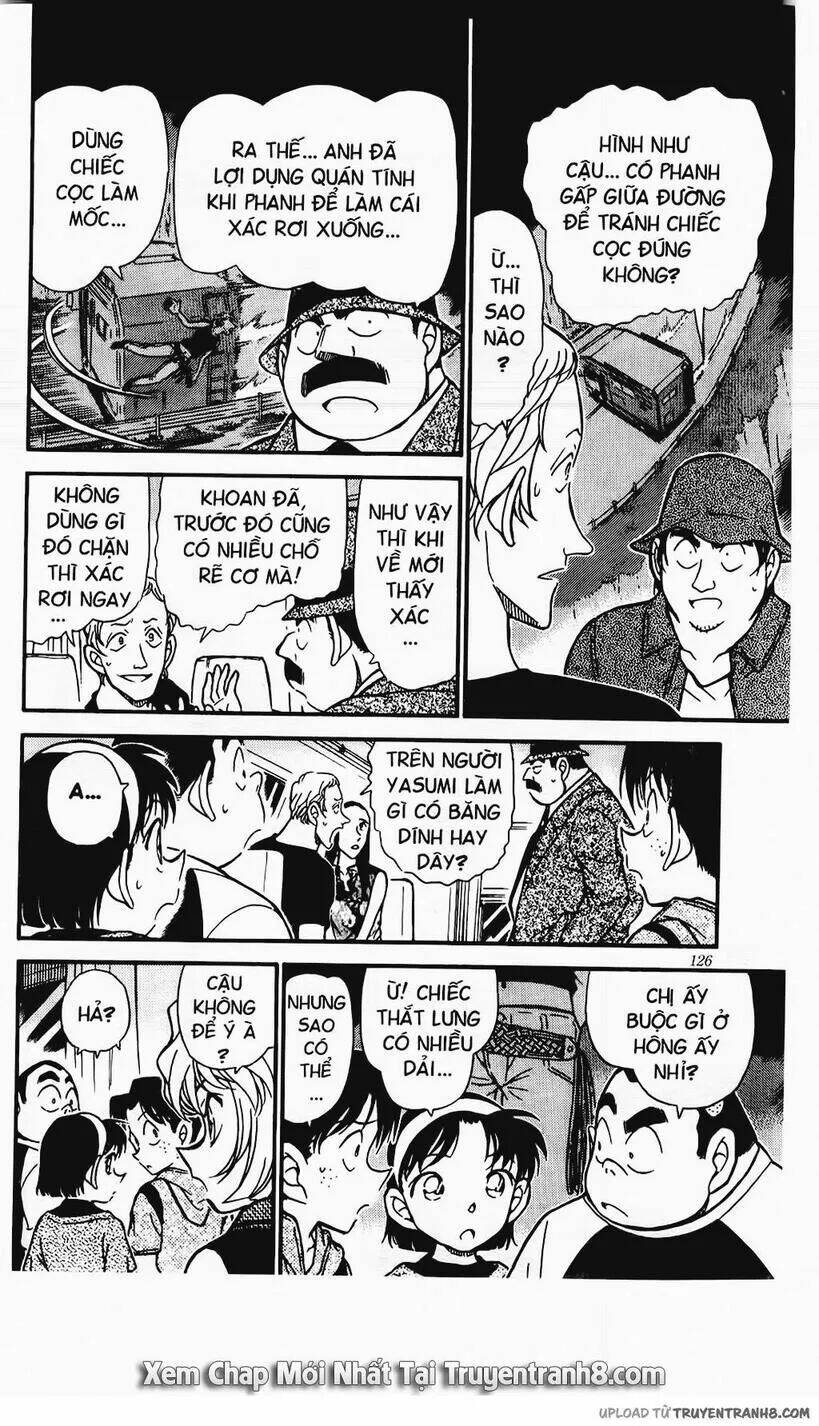 HÌNH NHƯ
CẬU... CÓ PHANH
GẤP GIỮA ĐƯỜNG
ĐỂ TRÁNH CHIẾC
CỌC ĐÚNG
KHÔNG?
Ừ...
THÌ
SAO
NÀO
?
RA THẾ... ANH ĐÃ
LỢI DỤNG QUÁN TÍNH
KHI PHANH ĐỂ LÀM CÁI
XÁC RƠI XUỐNG...
DÙNG
CHIẾC
CỌC LÀM
MỐC...
NHƯ VẬY
THÌ KHI
VỀ MỚI
THẤY XÁC
...
KHOAN ĐÃ,
TRƯỚC ĐÓ CŨNG
CÓ NHIỀU CHỖ
RẼ CƠ MÀ!
KHÔNG
DÙNG GÌ
ĐÓ CHẶN
THÌ XÁC
RƠI NGAY
...
TRÊN NGƯỜI
YASUMI LÀM
GÌ CÓ BĂNG
DÍNH HAY
DÂY?
A...
126
CHỊ ẤY
BUỘC GÌ Ở
HÔNG ẤY
NHỈ?
Ừ! CHIẾC
THẮT LƯNG
CÓ NHIỀU
DẢI...
NHƯNG
SAO
CÓ
THỂ
...
CẬU
KHÔNG
ĐỂ Ý À
?
HẢ?
Xem Chap Mới Nhất Tại Truyentranh8.com
UPLOAD TỪ TRUYENTRANH8.COM